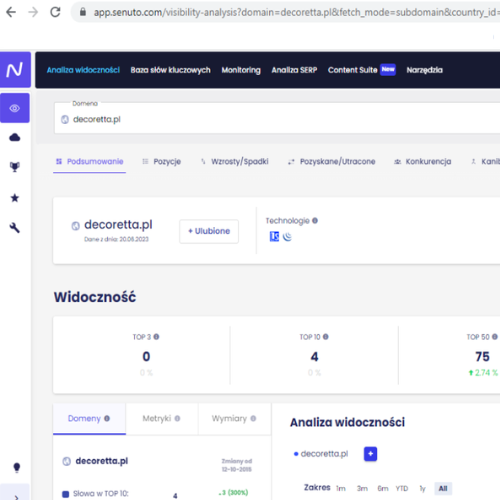 app.senuto.com/visibility-analysis?domain=decoretta.pl&fetch_mode=subdomain&country_id=
Analiza widoczności Baza słów kluczowych Monitoring Analiza SERP Content Suite New Narzędzia
Domena
decoretta.pl
Podsumowanie Pozycje Wzrosty/Spadki Pozyskane/Utracone Konkurencja Kani
decoretta.pl
Dane z dnia: 20.08.2023
+ Ulubione
Technologie
Widoczność
TOP 3 TOP 10 TOP 50
0 4 75
0 % 0 % 2.74 %
Domeny Metryki Wymiary
Analiza widoczności
decoretta.pl
Zmiany od
12-10-2015
decoretta.pl +
Słowa w TOP 10: 4 +3 (300%)
Zakres 1m 3m 6m YTD 1y All